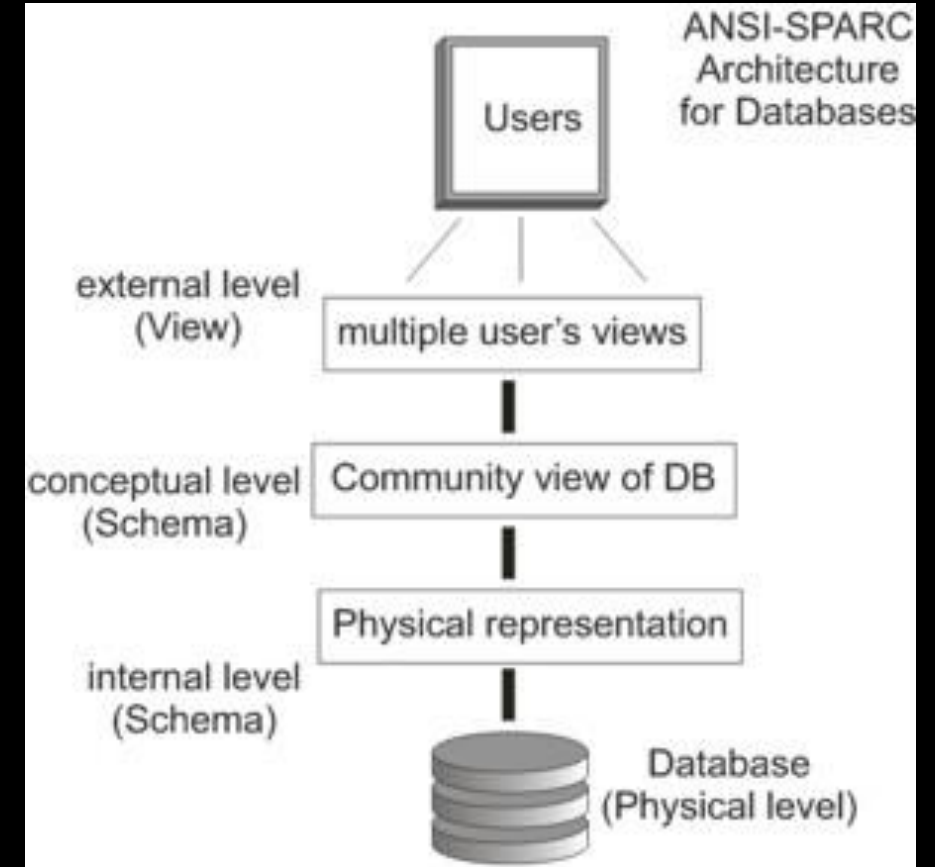 ANSI-SPARC
Architecture
for Databases
Users
external level
(View)
multiple user's views
conceptual level
(Schema)
Community view of DB
Physical representation
internal level
(Schema)
Database
(Physical level)